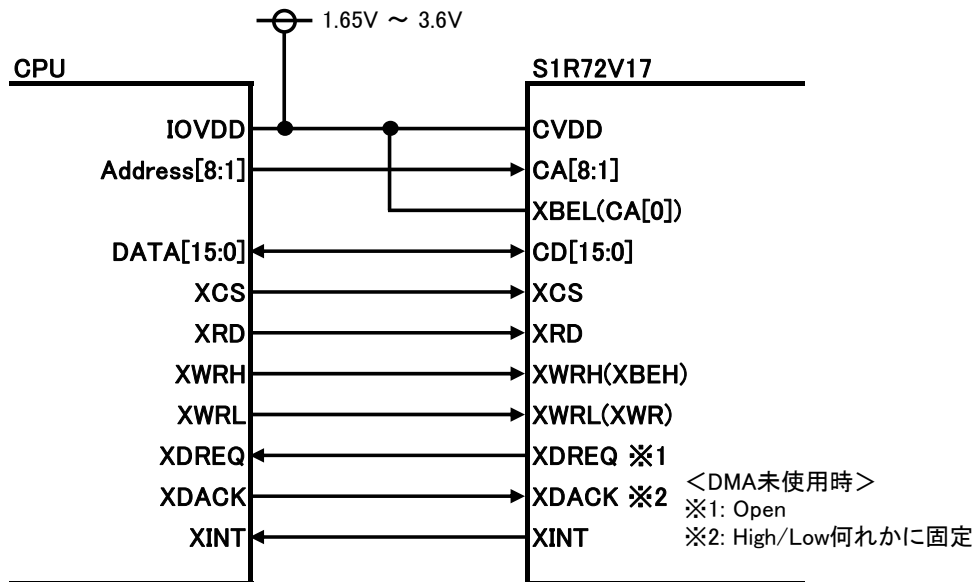 1.65V ～ 3.6V
CPU
S1R72V17
IOVDD
CVDD
Address[8:1]
CA[8:1]
XBEL(CA[0])
DATA[15:0]
CD[15:0]
XCS
XCS
XRD
XRD
XWRH
XWRH(XBEH)
XWRL
XWRL(XWR)
XDREQ
XDREQ ※1
XDACK
XDACK ※2
XINT
XINT
＜DMA未使用時＞
※1: Open
※2: High/Low何れかに固定